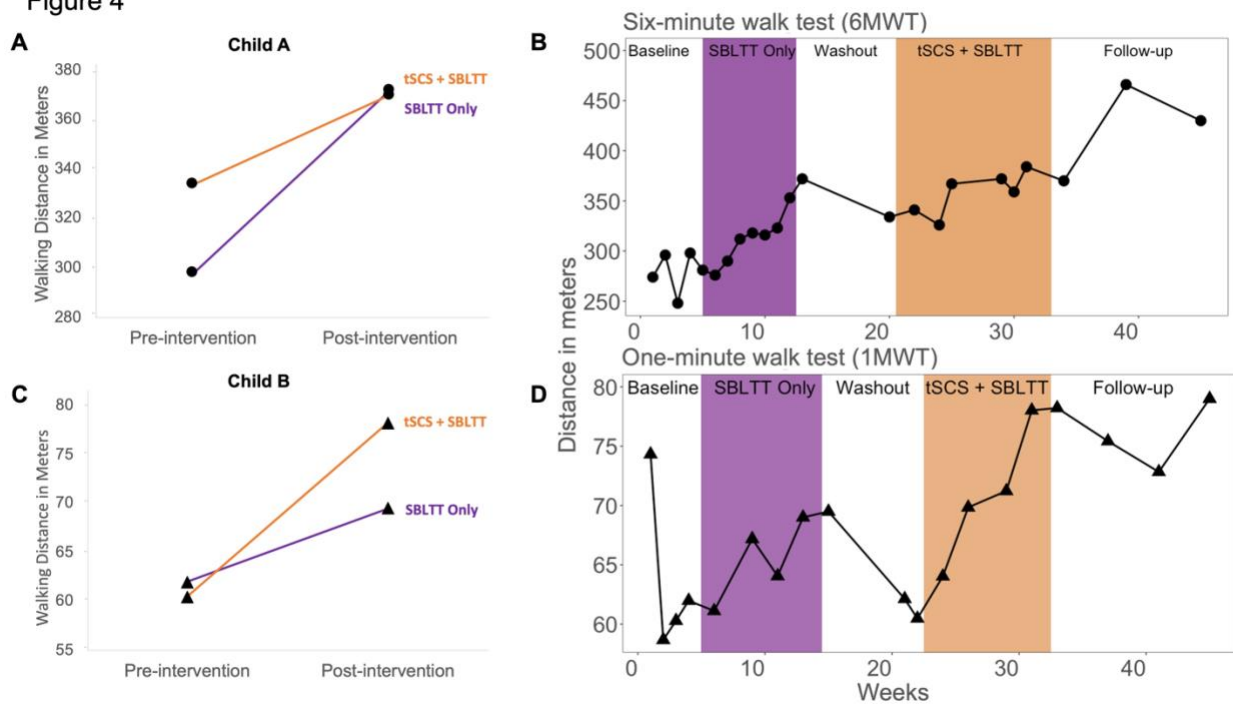 Figure 4
A
Child A
Walking Distance in Meters
380
360
340
320
300
280
tSCS + SBLTT
SBLTT Only
Pre-intervention
Post-intervention
B
Six-minute walk test (6MWT)
Baseline
SBLTT Only
Washout
tSCS + SBLTT
Follow-up
500
450
400
350
300
250
0
10
20
30
40
Distance in meters
C
Child B
Walking Distance in Meters
80
75
70
65
60
55
tSCS + SBLTT
SBLTT Only
Pre-intervention
Post-intervention
D
One-minute walk test (1MWT)
Baseline
SBLTT Only
Washout
tSCS + SBLTT
Follow-up
80
75
70
65
60
0
10
20
30
40
Weeks